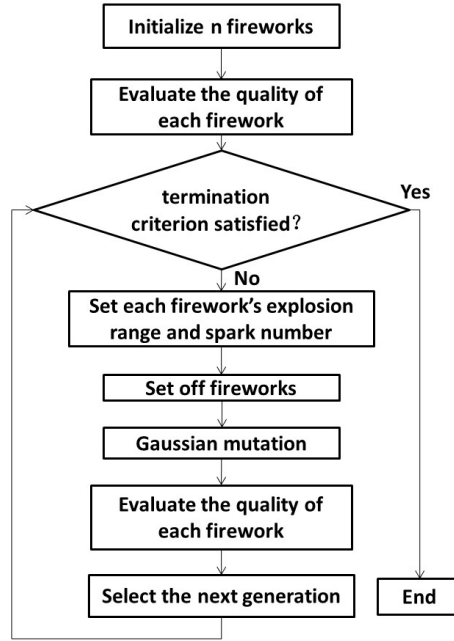 Initialize n fireworks
Evaluate the quality of
each firework
termination
criterion satisfied？
Yes
No
Set each firework's explosion
range and spark number
Set off fireworks
Gaussian mutation
Evaluate the quality of
each firework
Select the next generation
End